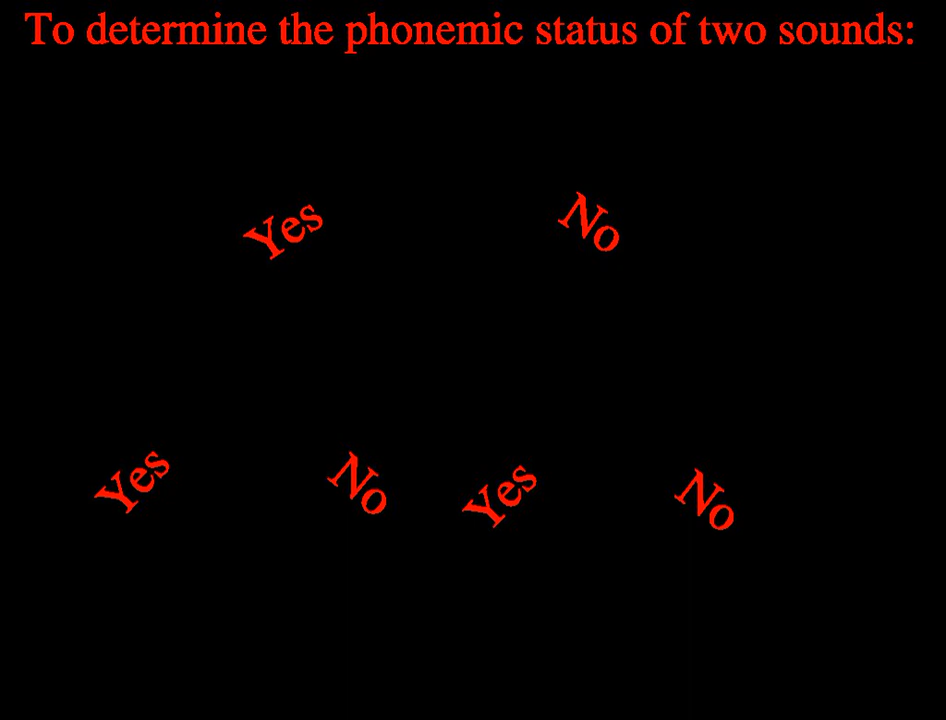 To determine the phonemic status of two sounds:
Yes
No
Yes
No
Yes
No